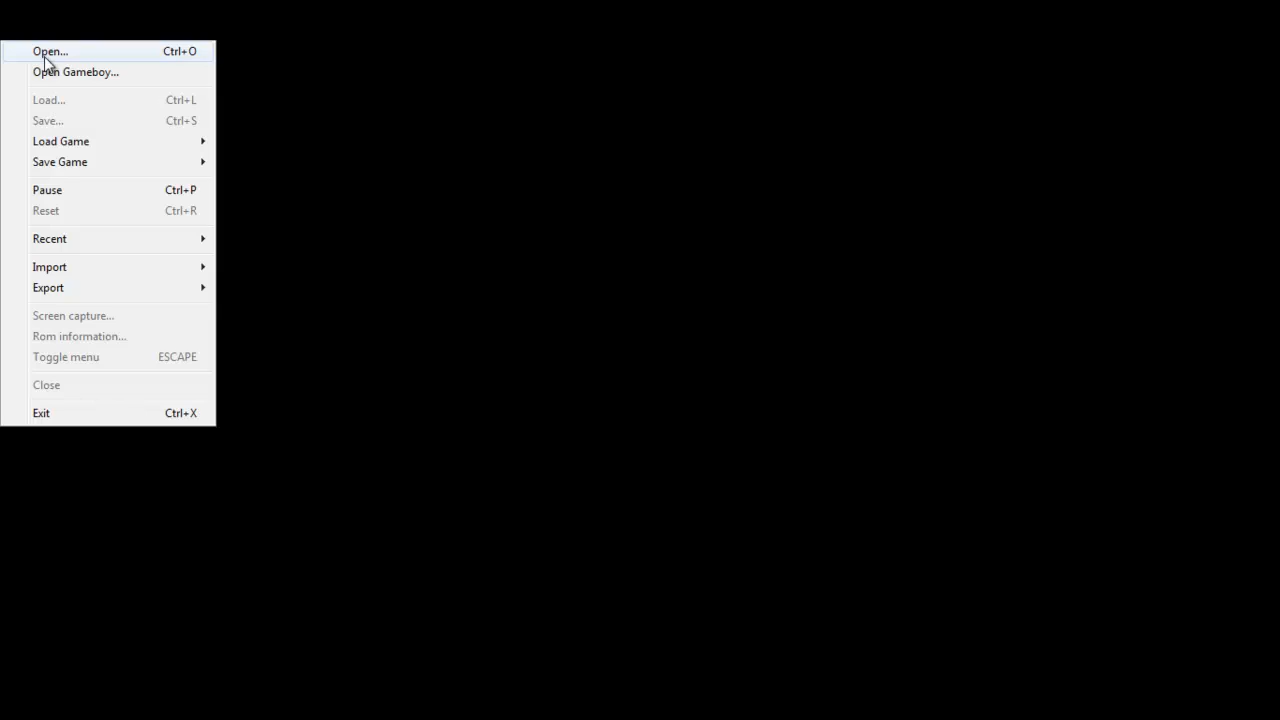 Open... Ctrl+O
Open Gameboy...
Load... Ctrl+L
Save... Ctrl+S
Load Game
Save Game
Pause Ctrl+P
Reset Ctrl+R
Recent
Import
Export
Screen capture...
Rom information...
Toggle menu ESCAPE
Close
Exit Ctrl+X